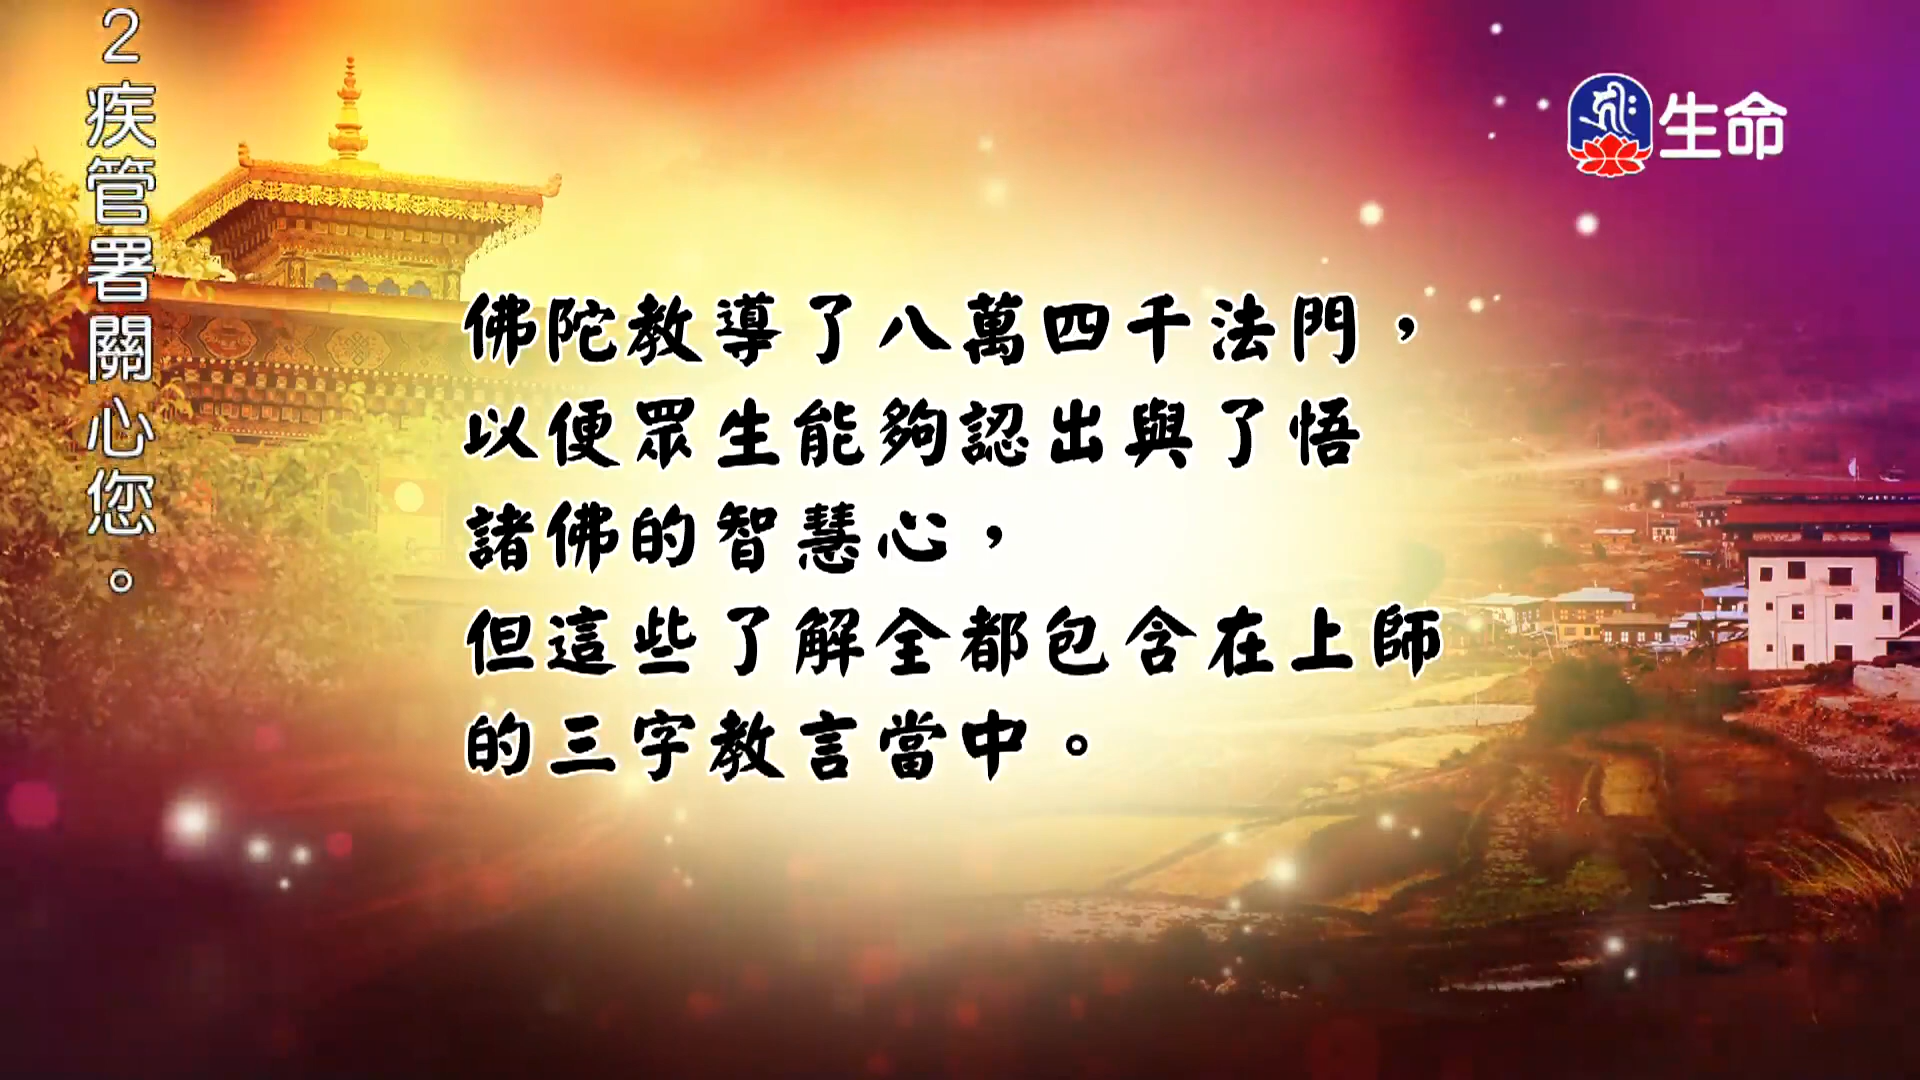 2疾管署關心您。
生命
佛陀教導了八萬四千法門，
以便眾生能夠認出與了悟
諸佛的智慧心，
但這些了解全都包含在上師
的三字教言當中。